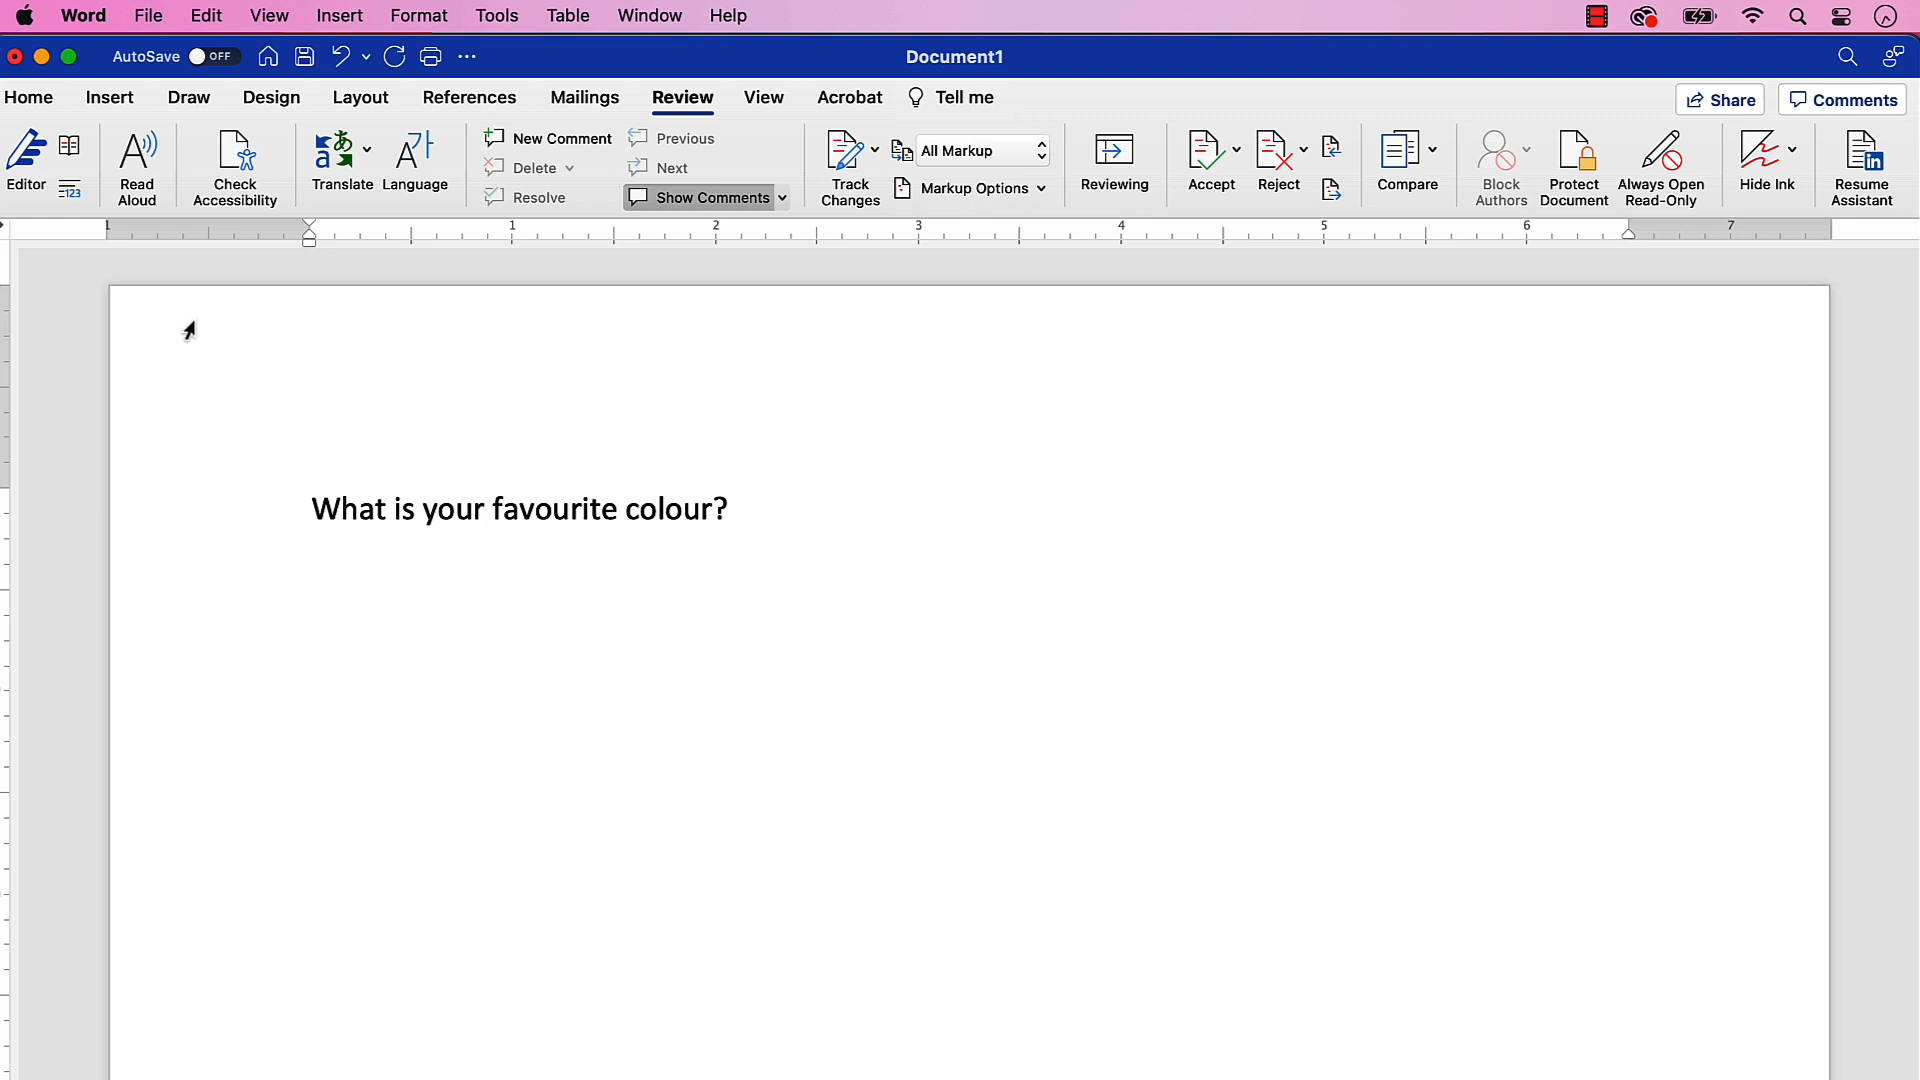 Word File Edit View Insert Format Tools Table Window Help
AutoSave OFF Document1
Home Insert Draw Design Layout References Mailings Review View Acrobat Tell me Share Comments
Editor
123
Read Aloud
Check Accessibility
Translate
Language
New Comment
Delete
Resolve
Previous
Next
Show Comments
Track Changes
All Markup
Markup Options
Reviewing
Accept
Reject
Compare
Block Authors
Protect Document
Always Open Read-Only
Hide Ink
Resume Assistant
1 1 2 3 4 5 6 7
What is your favourite colour?